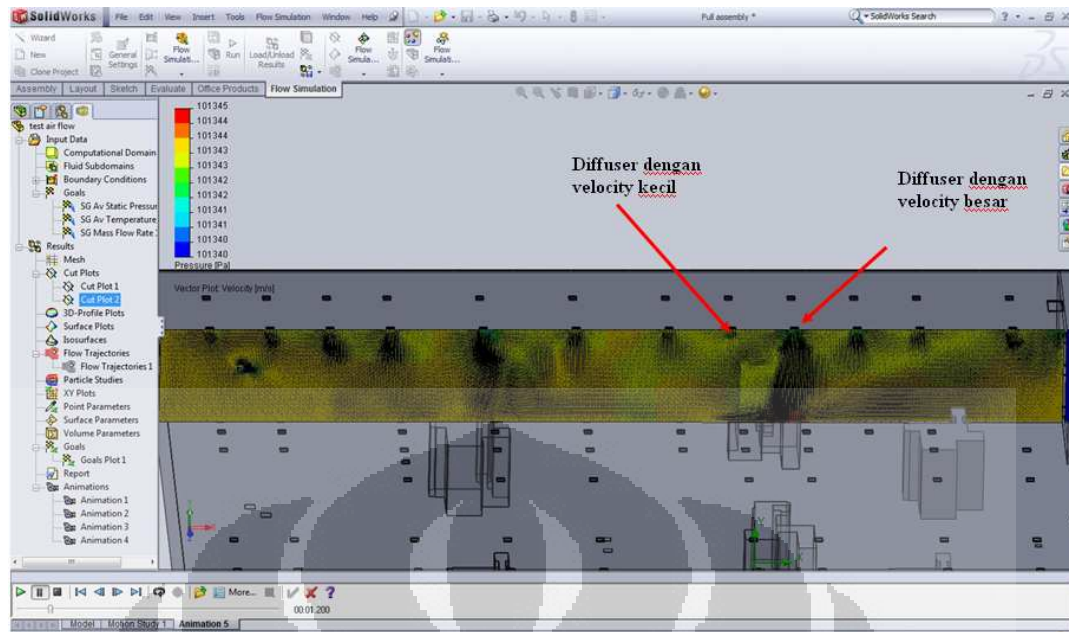 SolidWorks File Edit View Insert Tools Flow Simulation Window Help Full assembly * SolidWorks Search
Wizard
New
Clone Project
General Settings
Flow Simulati...
Run
Load/Unload Results
Flow Simula...
Flow Simulati...
Assembly Layout Sketch Evaluate Office Products Flow Simulation
test air flow
Input Data
Computational Domain
Fluid Subdomains
Boundary Conditions
Goals
SG Av Static Pressur
SG Av Temperature
SG Mass Flow Rate
Results
Mesh
Cut Plots
Cut Plot 1
Cut Plot 2
3D-Profile Plots
Surface Plots
Isosurfaces
Flow Trajectories
Flow Trajectories 1
Particle Studies
XY Plots
Point Parameters
Surface Parameters
Volume Parameters
Goals
Goals Plot 1
Report
Animations
Animation 1
Animation 2
Animation 3
Animation 4
101345
101344
101344
101343
101343
101342
101342
101341
101341
101340
101340
Pressure [Pa]
Vector Plot: Velocity [m/s]
Diffuser dengan
velocity kecil
Diffuser dengan
velocity besar
More...
00:01.200
Model Motion Study 1 Animation 5